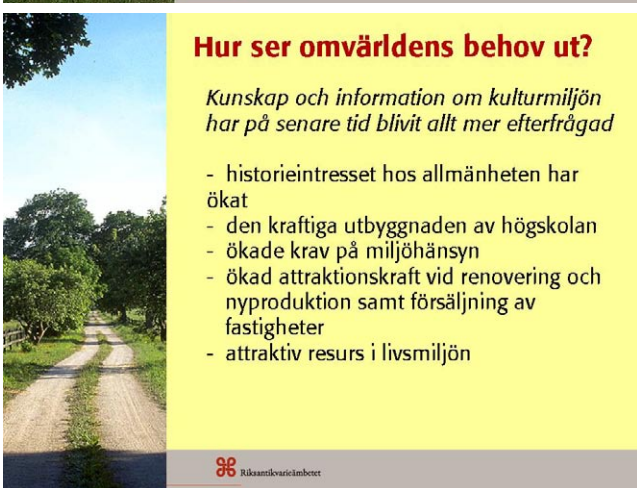 Hur ser omvärldens behov ut?
Kunskap och information om kulturmiljön
har på senare tid blivit allt mer efterfrågad
- historieintresset hos allmänheten har
ökat
- den kraftiga utbyggnaden av högskolan
- ökade krav på miljöhänsyn
- ökad attraktionskraft vid renovering och
nyproduktion samt försäljning av
fastigheter
- attraktiv resurs i livsmiljön
Riksantikvarieämbetet